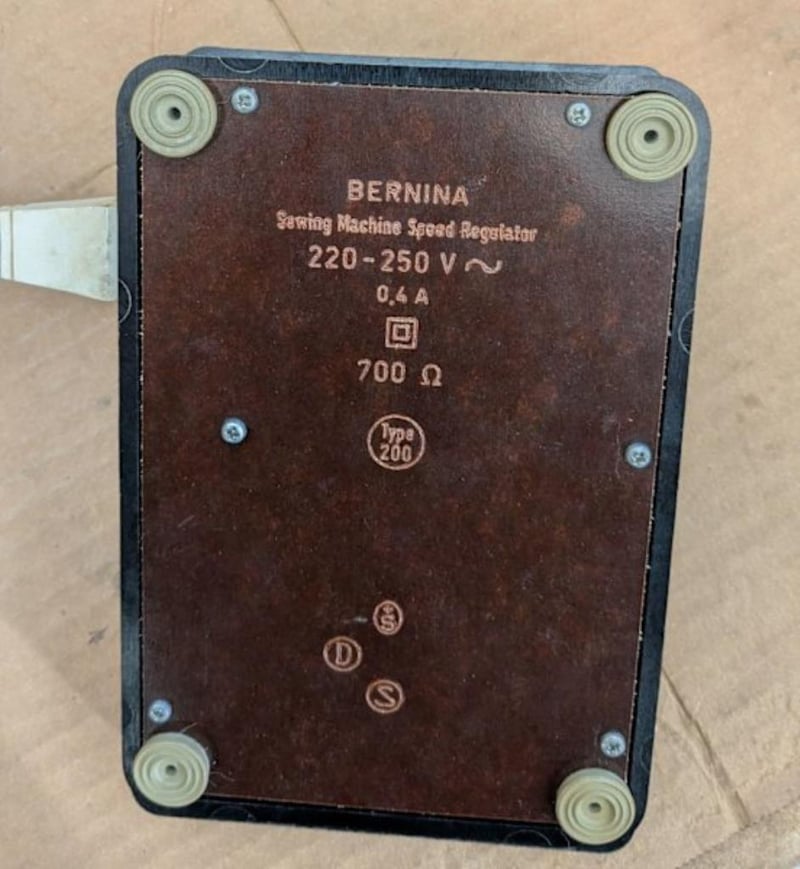 BERNINA
Sewing Machine Speed Regulator
220-250 V ~
0,4 A
700 Ω
Type
200
S
D
S